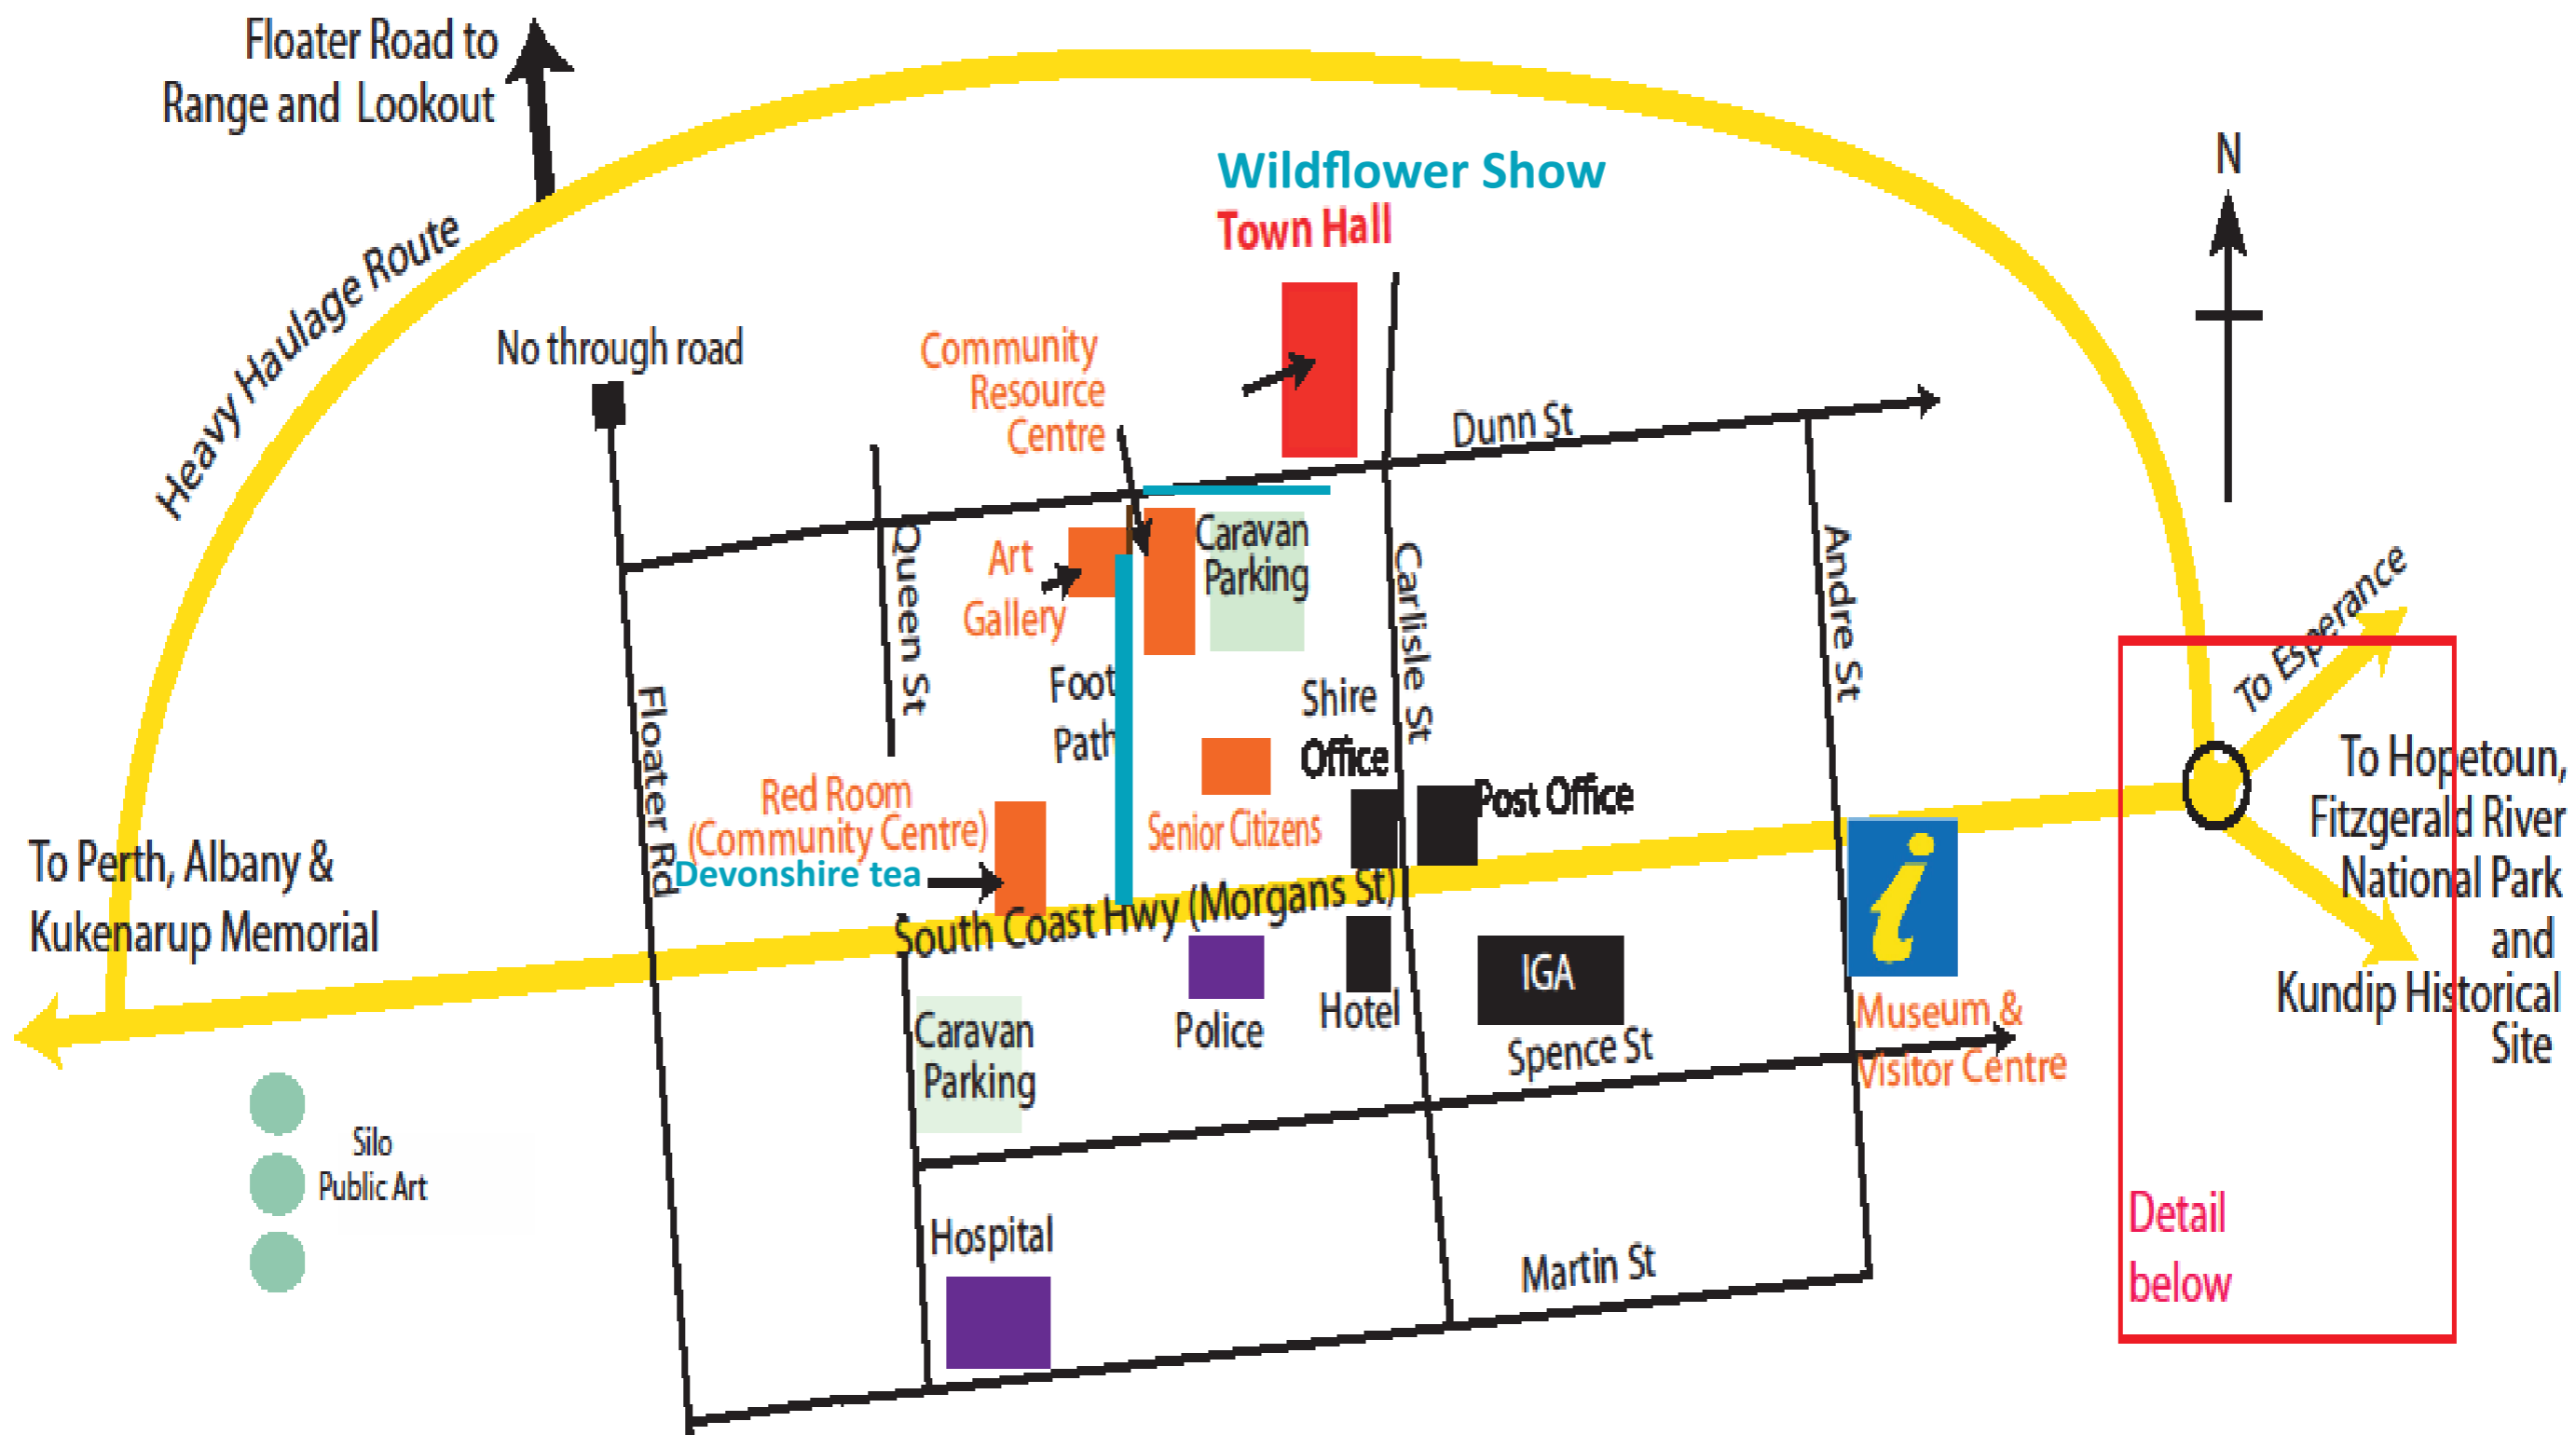 Floater Road to
Range and Lookout
Heavy Haulage Route
Wildflower Show
Town Hall
N
No through road
Community
Resource
Centre
Dunn St
Art
Gallery
Caravan
Parking
Queen St
Carlisle St
Andre St
To Esperance
Foot
Path
Floater Rd
Shire
Office
Post Office
Red Room
(Community Centre)
Devonshire tea
Senior Citizens
To Perth, Albany &
Kukenarup Memorial
South Coast Hwy (Morgans St)
i
To Hopetoun,
Fitzgerald River
National Park
and
Kundip Historical
Site
Caravan
Parking
Police
Hotel
IGA
Spence St
Museum &
Visitor Centre
Silo
Public Art
Hospital
Martin St
Detail
below